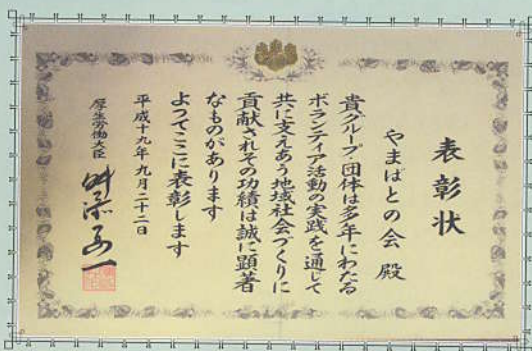 表彰状
やまばとの会 殿
貴グループ・団体は多年にわたる
ボランティア活動の実践を通して
共に支えあう地域社会づくりに
貢献されその功績は誠に顕著
なものがあります
よってここに表彰します
平成十九年九月二十二日
厚生労働大臣 舛添要一